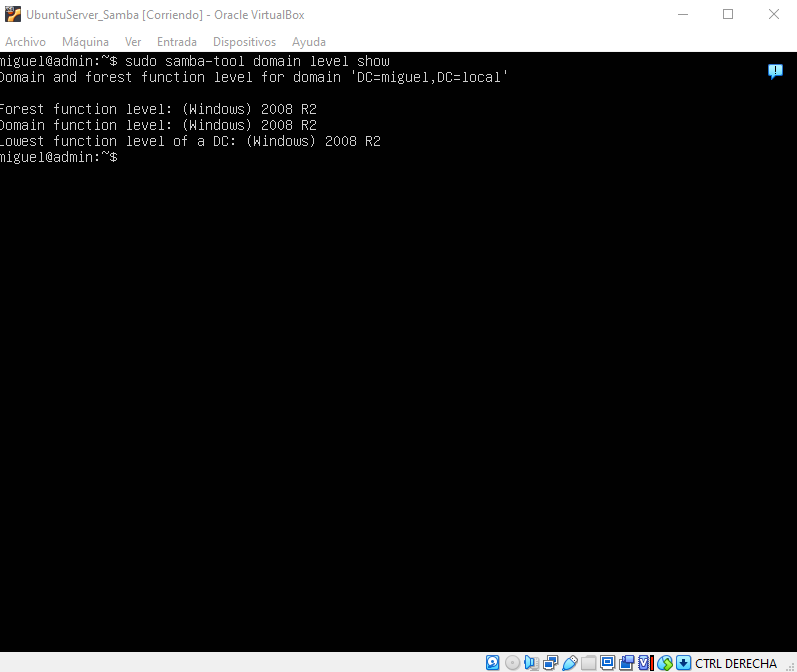 UbuntuServer_Samba [Corriendo] - Oracle VirtualBox
Archivo Máquina Ver Entrada Dispositivos Ayuda
miguel@admin:~$ sudo samba-tool domain level show
Domain and forest function level for domain 'DC=miguel,DC=local'
Forest function level: (Windows) 2008 R2
Domain function level: (Windows) 2008 R2
Lowest function level of a DC: (Windows) 2008 R2
miguel@admin:~$
CTRL DERECHA